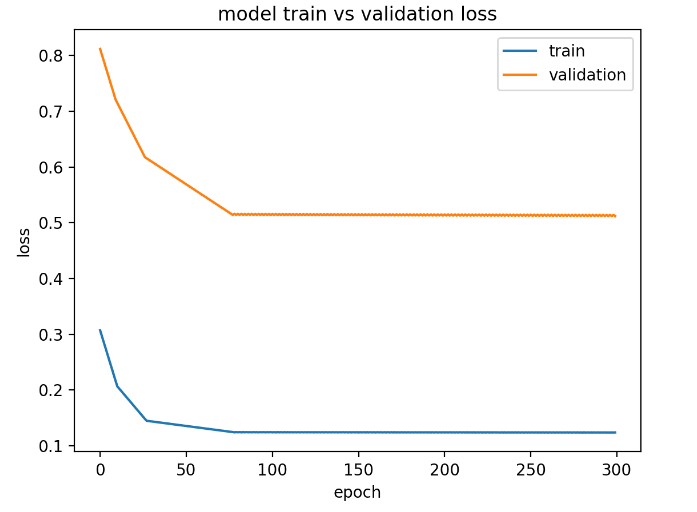 model train vs validation loss
train
validation
0.8
0.7
0.6
0.5
0.4
0.3
0.2
0.1
loss
0 50 100 150 200 250 300
epoch